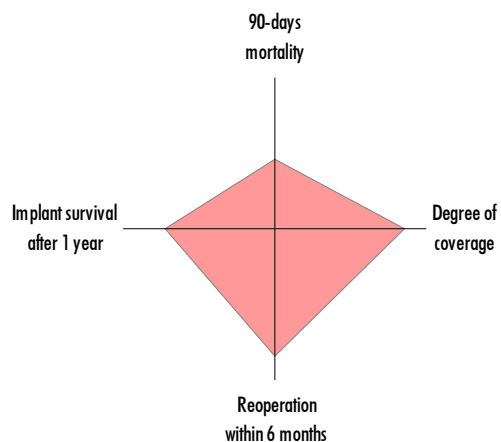 90-days
mortality
Implant survival
after 1 year
Degree of
coverage
Reoperation
within 6 months